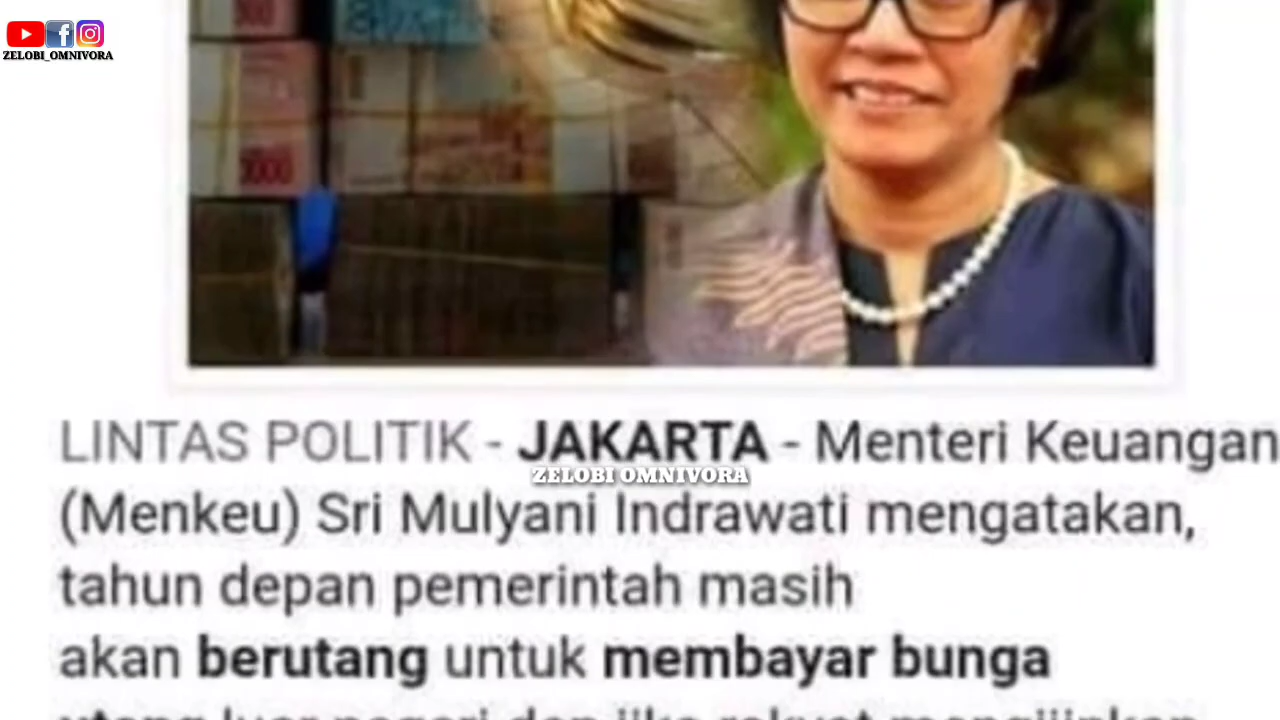 ZELOBI_OMNIVORA
LINTAS POLITIK - JAKARTA - Menteri Keuangan
ZELOBI OMNIVORA
(Menkeu) Sri Mulyani Indrawati mengatakan,
tahun depan pemerintah masih
akan berutang untuk membayar bunga